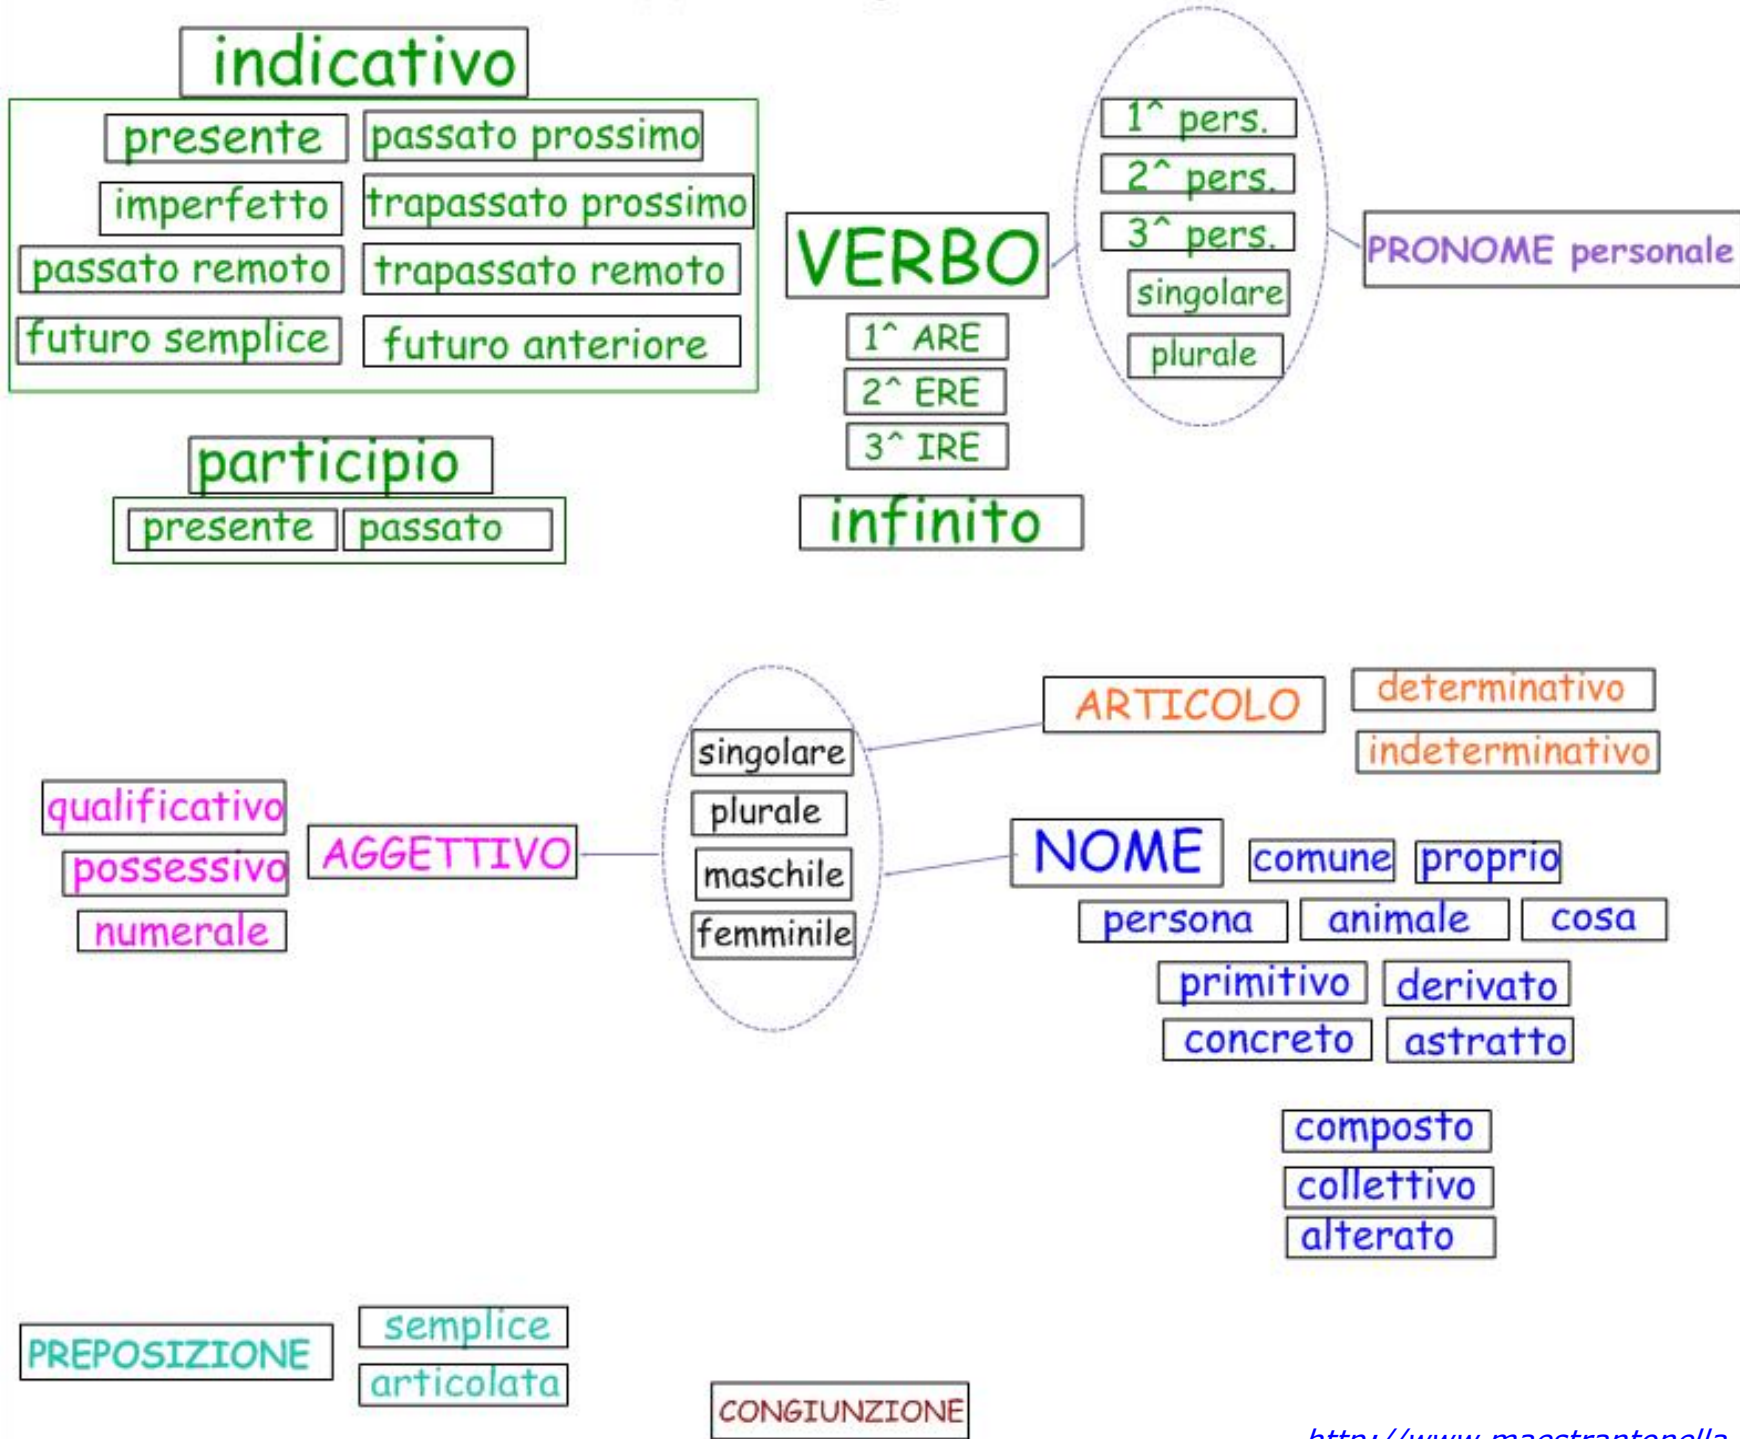 indicativo
presente
passato prossimo
imperfetto
trapassato prossimo
passato remoto
trapassato remoto
futuro semplice
futuro anteriore
participio
presente
passato
VERBO
1^ ARE
2^ ERE
3^ IRE
infinito
1^ pers.
2^ pers.
3^ pers.
singolare
plurale
PRONOME personale
qualificativo
possessivo
numerale
AGGETTIVO
singolare
plurale
maschile
femminile
ARTICOLO
determinativo
indeterminativo
NOME
comune
proprio
persona
animale
cosa
primitivo
derivato
concreto
astratto
composto
collettivo
alterato
PREPOSIZIONE
semplice
articolata
CONGIUNZIONE
http://www.maestrantonella